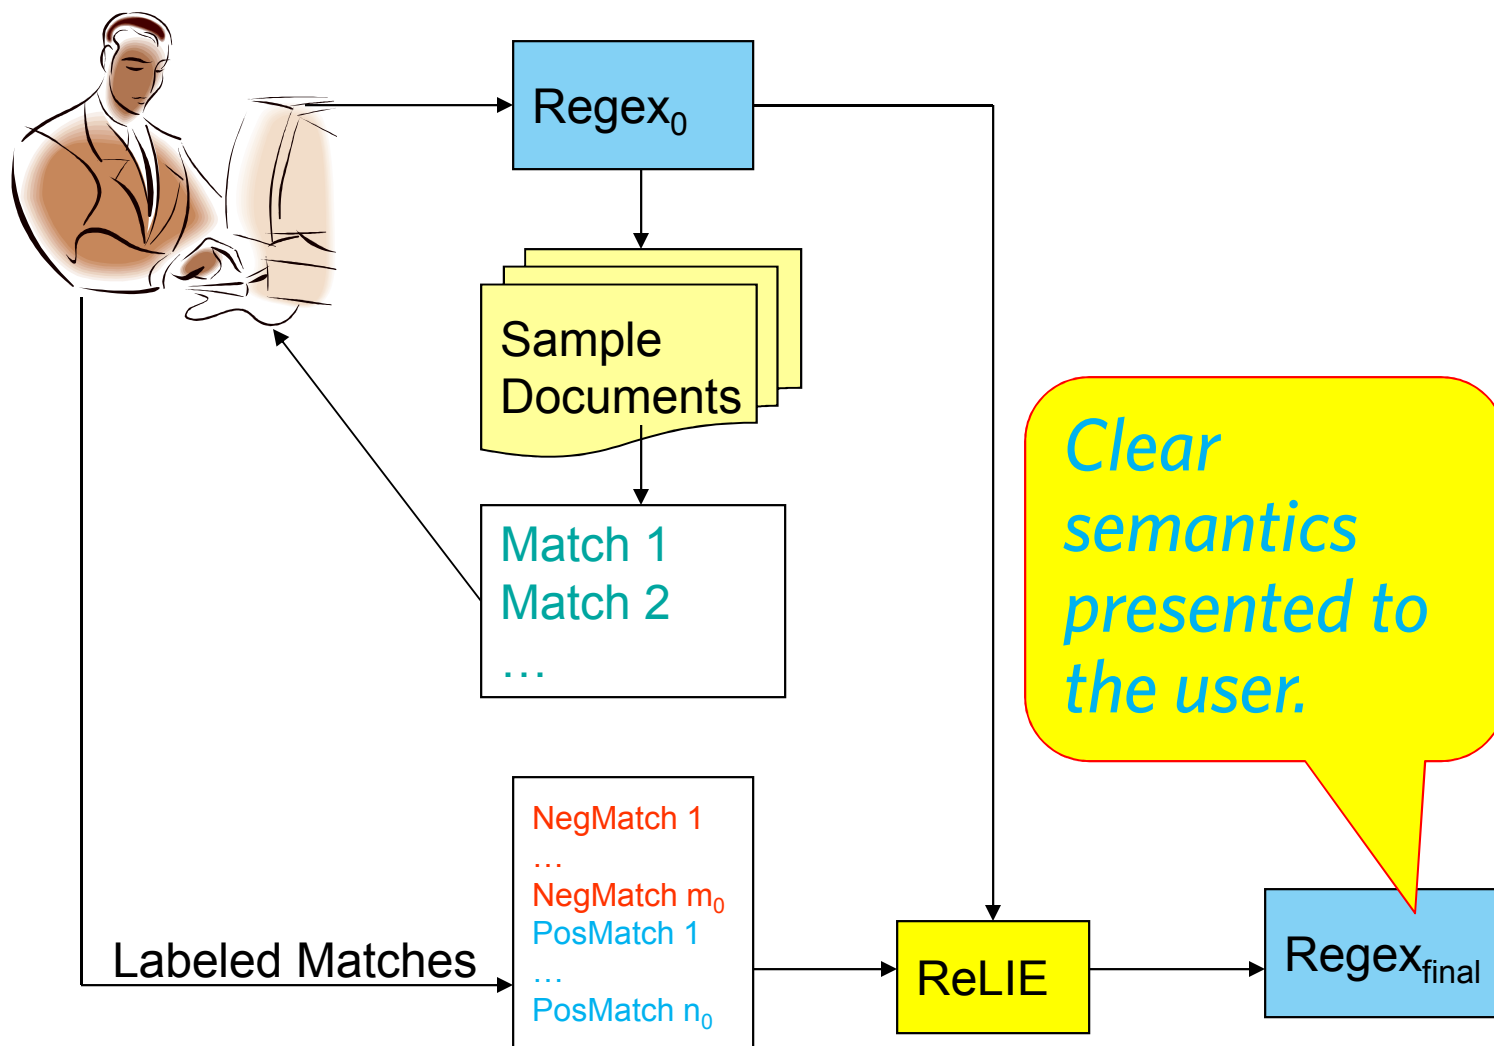 Regex₀
Sample
Documents
Match 1
Match 2
…
Clear
semantics
presented to
the user.
NegMatch 1
…
NegMatch m₀
PosMatch 1
…
PosMatch n₀
Labeled Matches
ReLIE
Regex_final